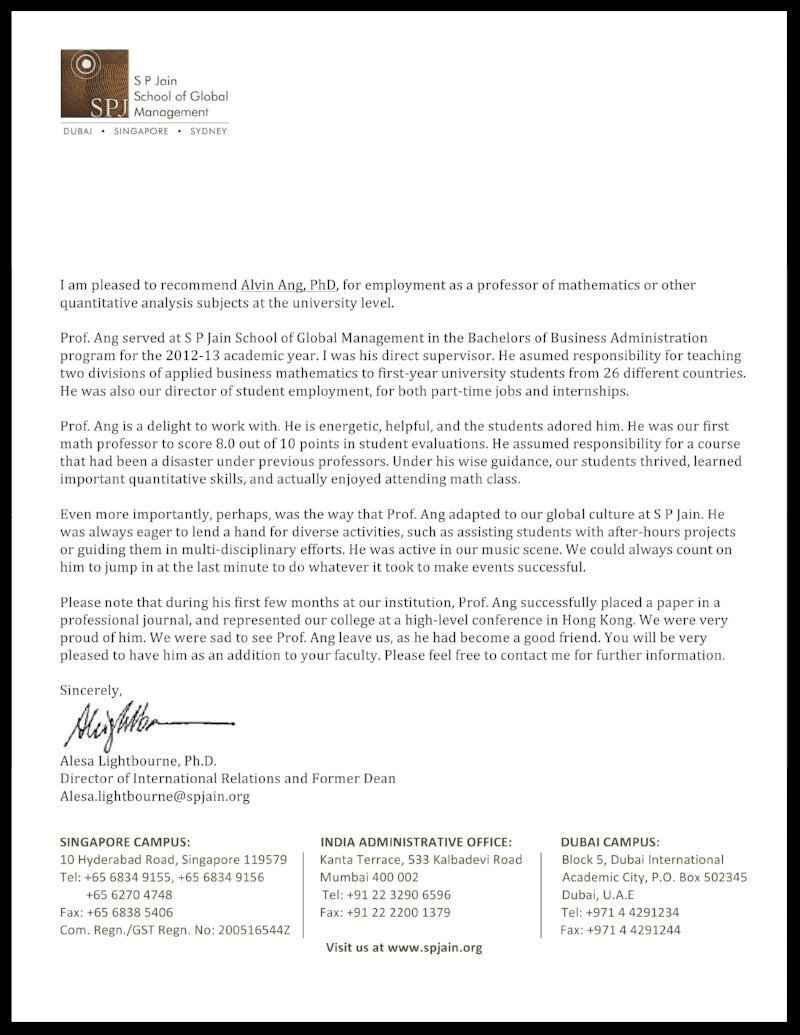 S P Jain
School of Global
SPJ Management
DUBAI • SINGAPORE • SYDNEY
I am pleased to recommend Alvin Ang, PhD, for employment as a professor of mathematics or other
quantitative analysis subjects at the university level.
Prof. Ang served at S P Jain School of Global Management in the Bachelors of Business Administration
program for the 2012-13 academic year. I was his direct supervisor. He asumed responsibility for teaching
two divisions of applied business mathematics to first-year university students from 26 different countries.
He was also our director of student employment, for both part-time jobs and internships.
Prof. Ang is a delight to work with. He is energetic, helpful, and the students adored him. He was our first
math professor to score 8.0 out of 10 points in student evaluations. He assumed responsibility for a course
that had been a disaster under previous professors. Under his wise guidance, our students thrived, learned
important quantitative skills, and actually enjoyed attending math class.
Even more importantly, perhaps, was the way that Prof. Ang adapted to our global culture at S P Jain. He
was always eager to lend a hand for diverse activities, such as assisting students with after-hours projects
or guiding them in multi-disciplinary efforts. He was active in our music scene. We could always count on
him to jump in at the last minute to do whatever it took to make events successful.
Please note that during his first few months at our institution, Prof. Ang successfully placed a paper in a
professional journal, and represented our college at a high-level conference in Hong Kong. We were very
proud of him. We were sad to see Prof. Ang leave us, as he had become a good friend. You will be very
pleased to have him as an addition to your faculty. Please feel free to contact me for further information.
Sincerely,
Alesa Lightbourne, Ph.D.
Director of International Relations and Former Dean
Alesa.lightbourne@spjain.org
SINGAPORE CAMPUS:
10 Hyderabad Road, Singapore 119579
Tel: +65 6834 9155, +65 6834 9156
+65 6270 4748
Fax: +65 6838 5406
Com. Regn./GST Regn. No: 200516544Z
INDIA ADMINISTRATIVE OFFICE:
Kanta Terrace, 533 Kalbadevi Road
Mumbai 400 002
Tel: +91 22 3290 6596
Fax: +91 22 2200 1379
DUBAI CAMPUS:
Block 5, Dubai International
Academic City, P.O. Box 502345
Dubai, U.A.E
Tel: +971 4 4291234
Fax: +971 4 4291244
Visit us at www.spjain.org